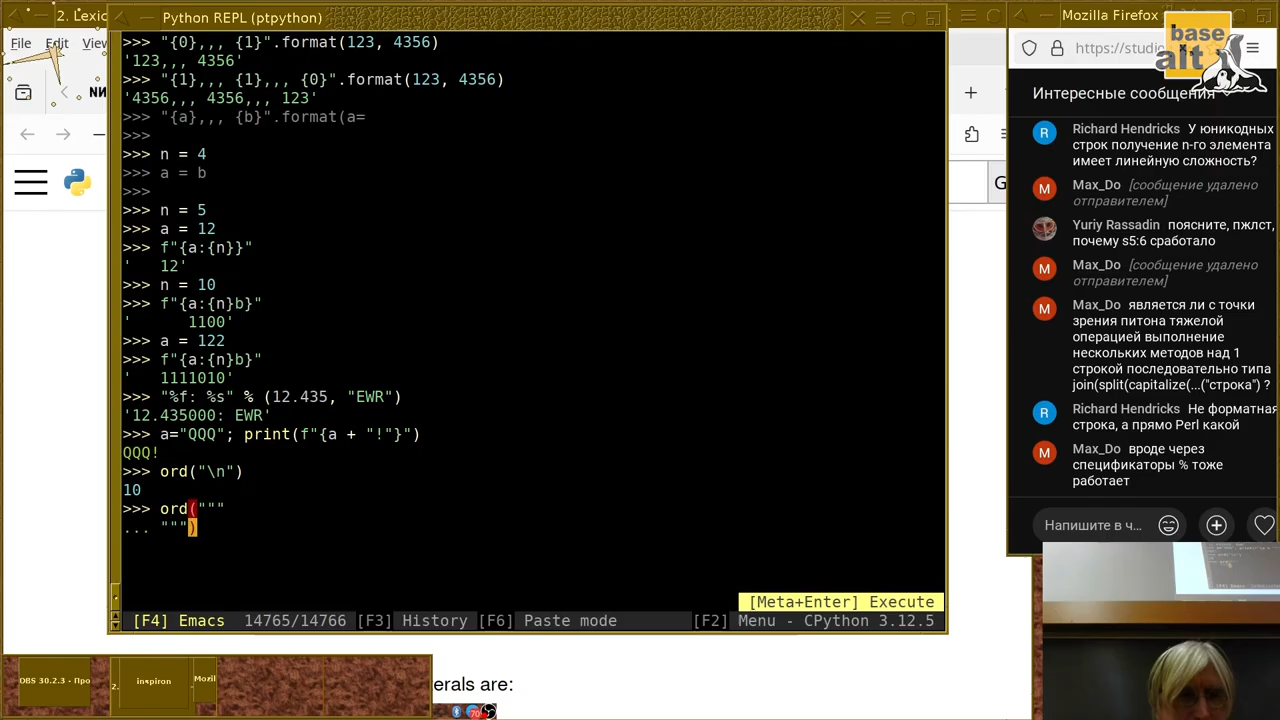 2. Lexic
Python REPL (ptpython)
Mozilla Firefox
File Edit Viev
>>> "{0},,, {1}".format(123, 4356)
'123,,, 4356'
>>> "{1},,, {1},,, {0}".format(123, 4356)
'4356,,, 4356,,, 123'
>>> "{a},,, {b}".format(a=
>>>
>>> n = 4
>>> a = b
>>>
>>> n = 5
>>> a = 12
>>> f"{a:{n}}"
'   12'
>>> n = 10
>>> f"{a:{n}b}"
'      1100'
>>> a = 122
>>> f"{a:{n}b}"
'   1111010'
>>> "%f: %s" % (12.435, "EWR")
'12.435000: EWR'
>>> a="QQQ"; print(f"{a + "!"}")
QQQ!
>>> ord("\n")
10
>>> ord("""
... """)
[Meta+Enter] Execute
[F4] Emacs 14765/14766 [F3] History [F6] Paste mode [F2] Menu - CPython 3.12.5
G
https://studio
base
alt
Интересные сообщения
R
Richard Hendricks У юникодных
строк получение n-го элемента
имеет линейную сложность?
M
Max_Do [сообщение удалено
отправителем]
Yuriy Rassadin поясните, пжлст,
почему s5:6 сработало
M
Max_Do [сообщение удалено
отправителем]
M
Max_Do является ли с точки
зрения питона тяжелой
операцией выполнение
нескольких методов над 1
строкой последовательно типа
join(split(capitalize(...("строка") ?
R
Richard Hendricks Не форматная
строка, а прямо Perl какой
M
Max_Do вроде через
спецификаторы % тоже
работает
Напишите в ч...
erals are:
DBS 30.2.3 - Про
2.
inspiron
Mozil
70